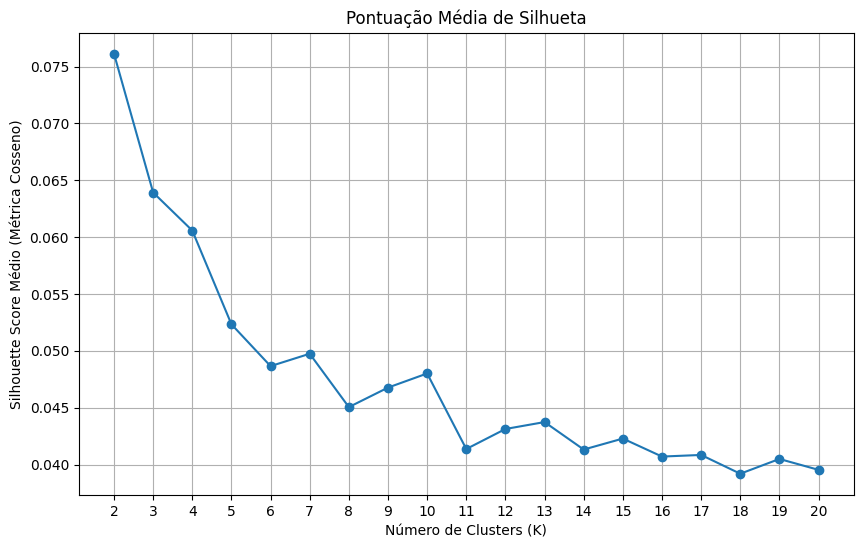 Pontuação Média de Silhueta
Silhouette Score Médio (Métrica Cosseno)
0.075
0.070
0.065
0.060
0.055
0.050
0.045
0.040
2 3 4 5 6 7 8 9 10 11 12 13 14 15 16 17 18 19 20
Número de Clusters (K)